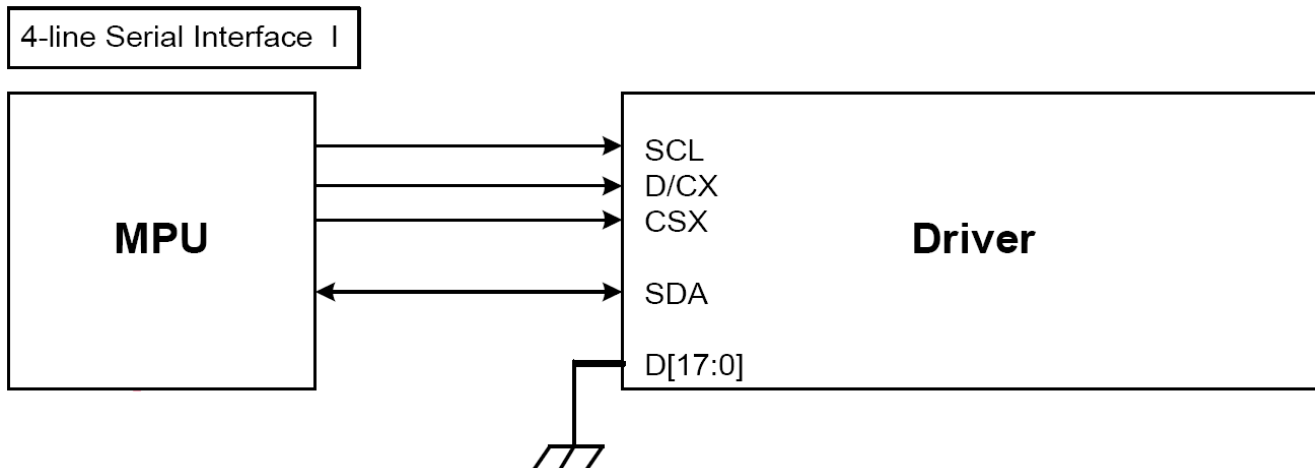 4-line Serial Interface I
MPU
SCL
D/CX
CSX
SDA
D[17:0]
Driver